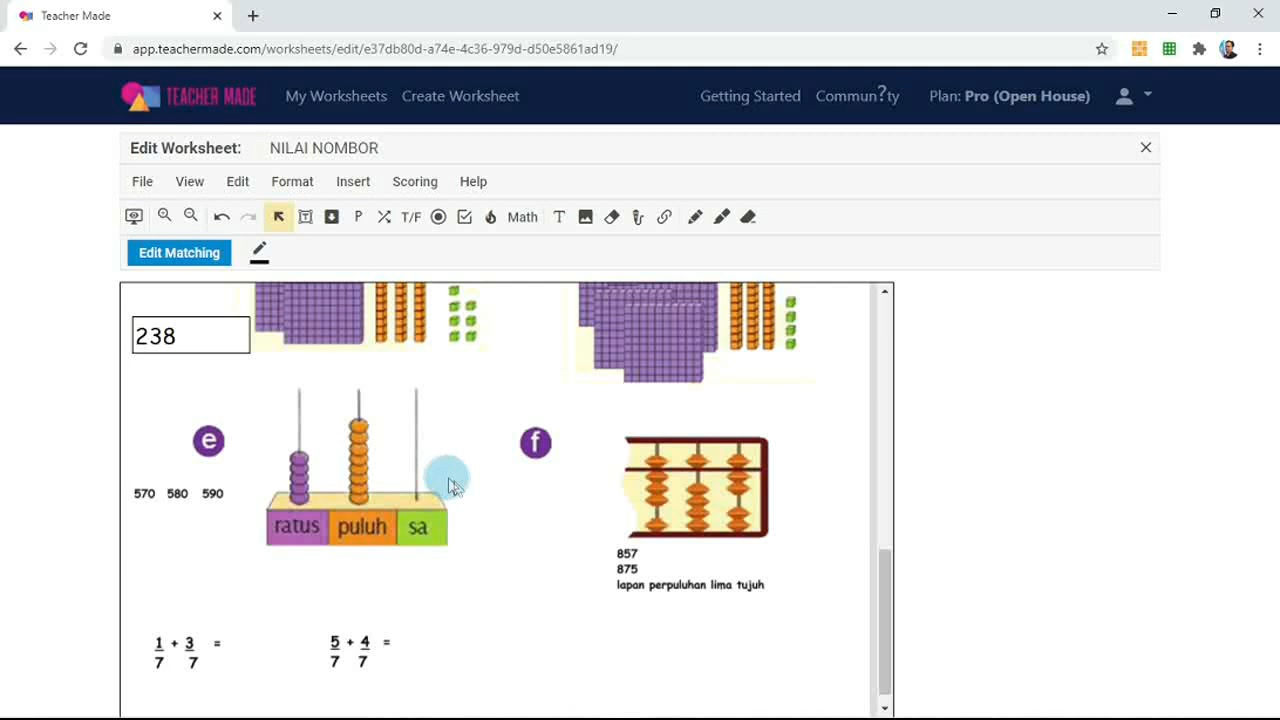 Teacher Made
app.teachermade.com/worksheets/edit/e37db80d-a74e-4c36-979d-d50e5861ad19/
TEACHER MADE My Worksheets Create Worksheet Getting Started Commun?ty Plan: Pro (Open House)
Edit Worksheet: NILAI NOMBOR
File View Edit Format Insert Scoring Help
T P T/F Math T
Edit Matching
238
e f
570 580 590
ratus puluh sa
857
875
lapan perpuluhan lima tujuh
1/7 + 3/7 = 5/7 + 4/7 =